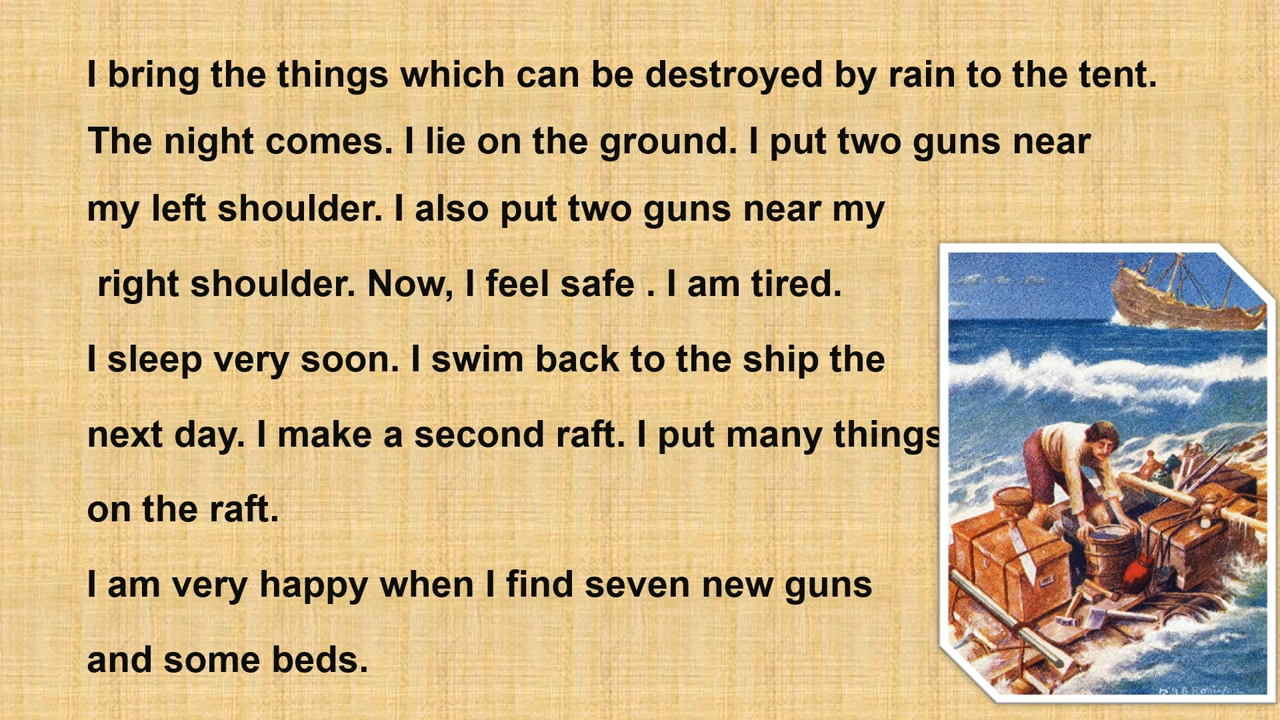 I bring the things which can be destroyed by rain to the tent.
The night comes. I lie on the ground. I put two guns near
my left shoulder. I also put two guns near my
right shoulder. Now, I feel safe . I am tired.
I sleep very soon. I swim back to the ship the
next day. I make a second raft. I put many things
on the raft.
I am very happy when I find seven new guns
and some beds.